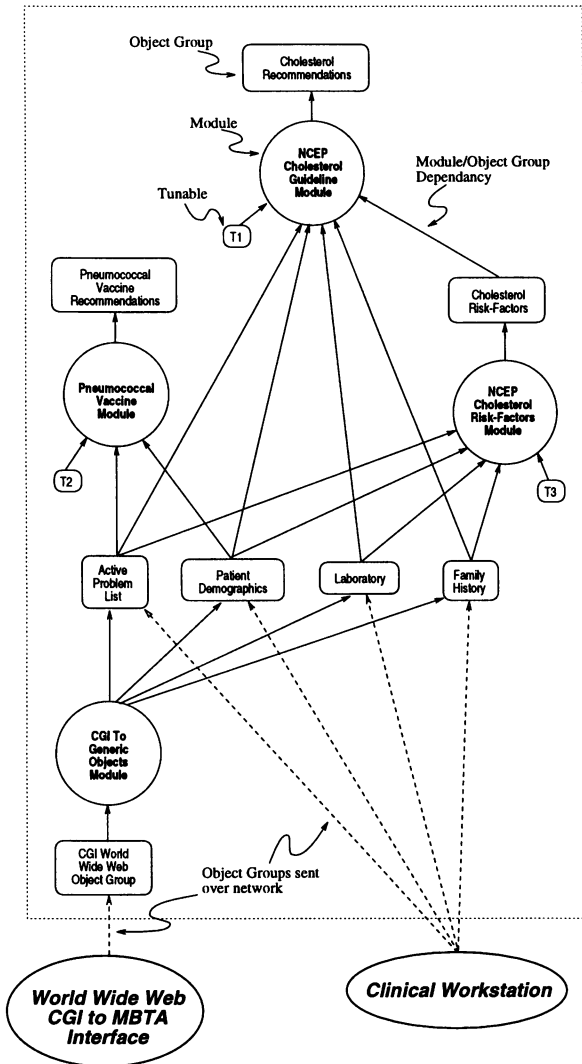 Object Group
Cholesterol
Recommendations
Module
NCEP
Cholesterol
Guideline
Module
Module/Object Group
Dependancy
Tunable
T1
Pneumococcal
Vaccine
Recommendations
Cholesterol
Risk-Factors
Pneumococcal
Vaccine
Module
NCEP
Cholesterol
Risk-Factors
Module
T2
T3
Active
Problem
List
Patient
Demographics
Laboratory
Family
History
CGI To
Generic
Objects
Module
CGI World
Wide Web
Object Group
Object Groups sent
over network
World Wide Web
CGI to MBTA
Interface
Clinical Workstation